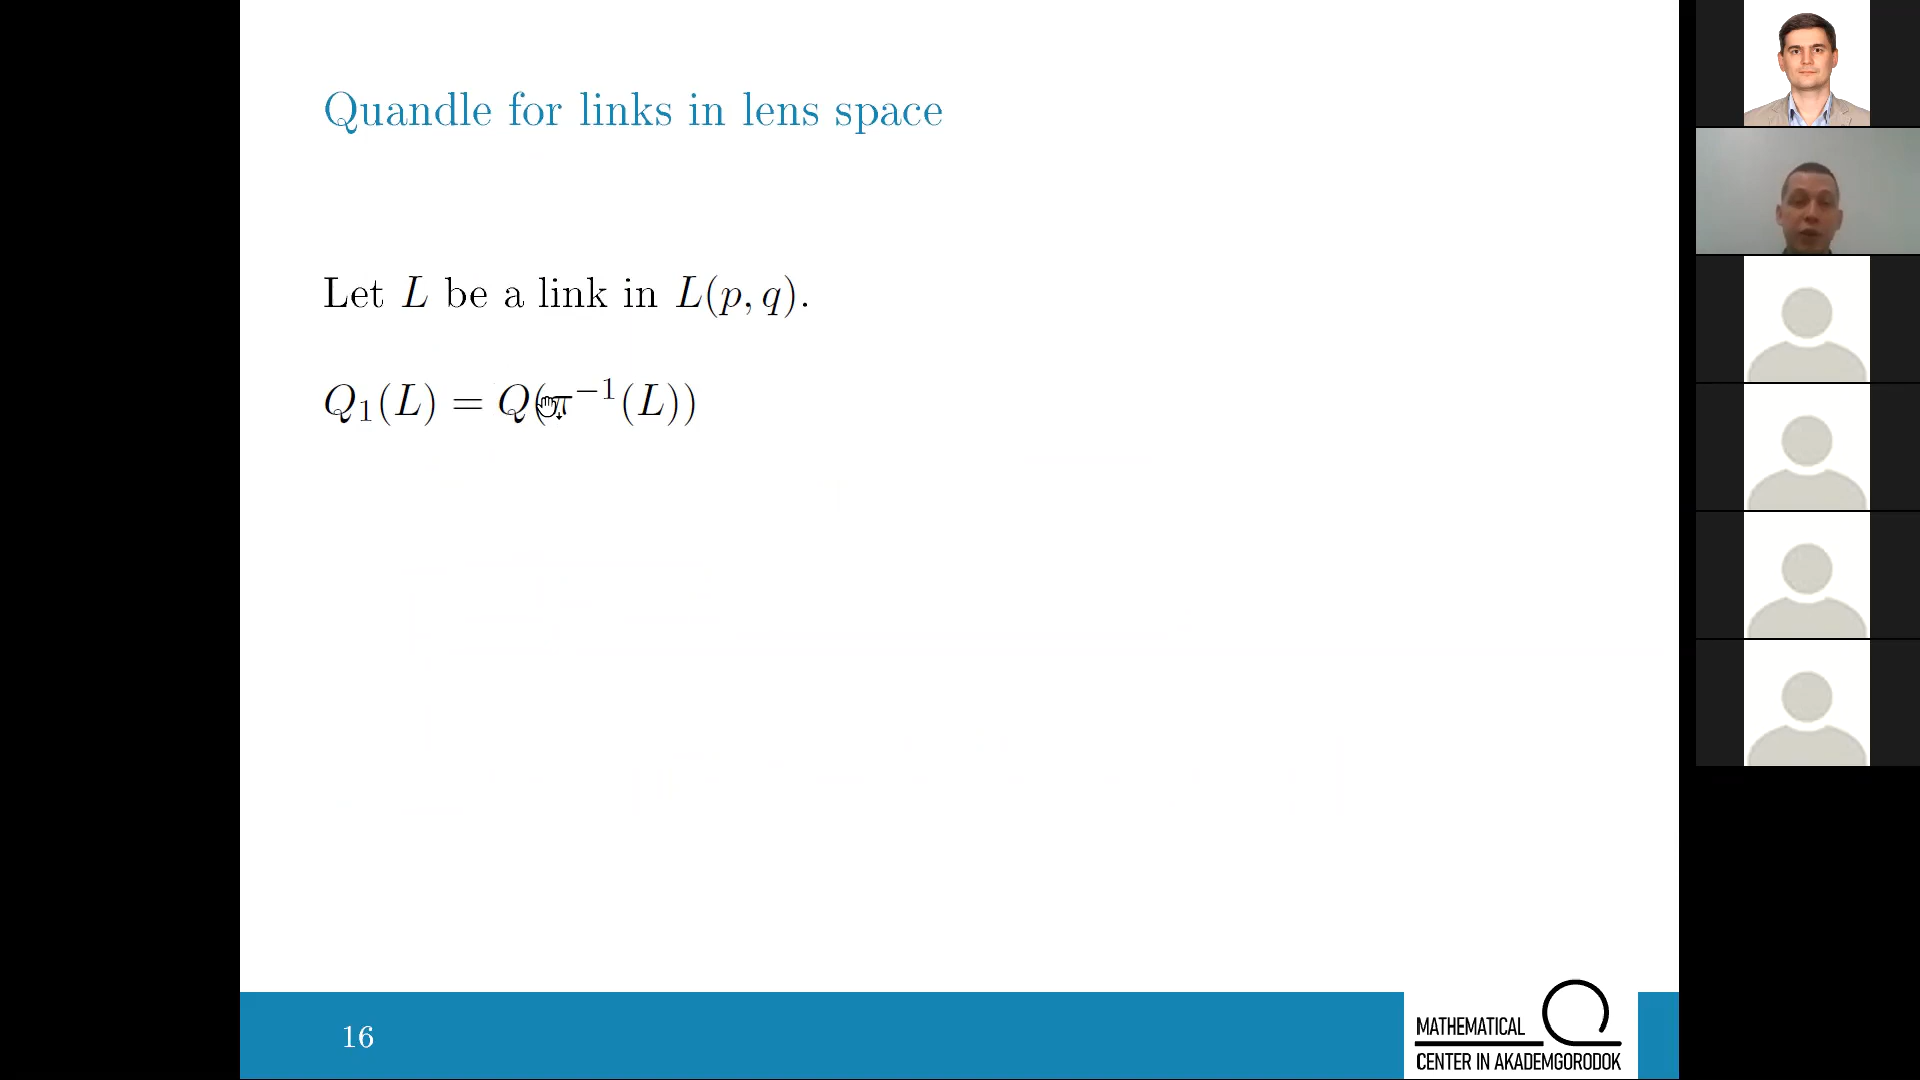 Quandle for links in lens space
Let L be a link in L(p, q).
Q₁(L) = Q(π⁻¹(L))
16
MATHEMATICAL
CENTER IN AKADEMGORODOK